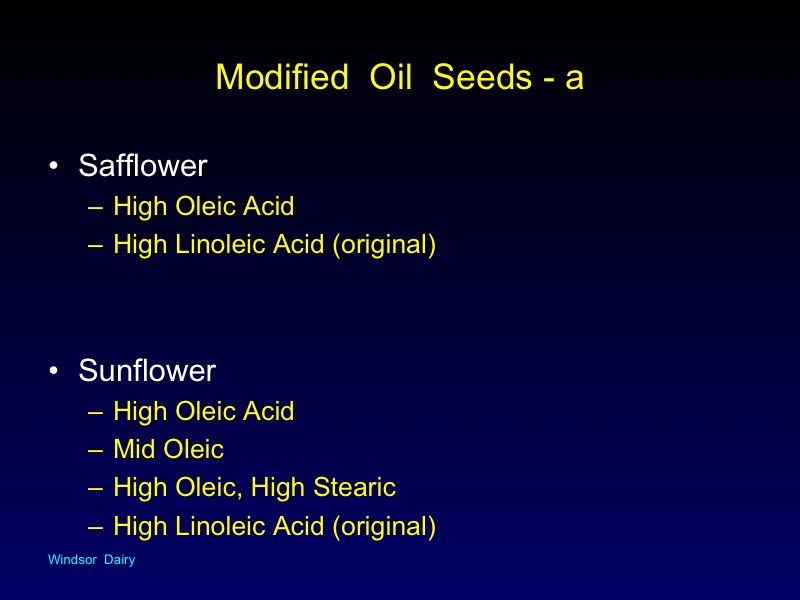 Modified Oil Seeds - a
• Safflower
– High Oleic Acid
– High Linoleic Acid (original)
• Sunflower
– High Oleic Acid
– Mid Oleic
– High Oleic, High Stearic
– High Linoleic Acid (original)
Windsor Dairy